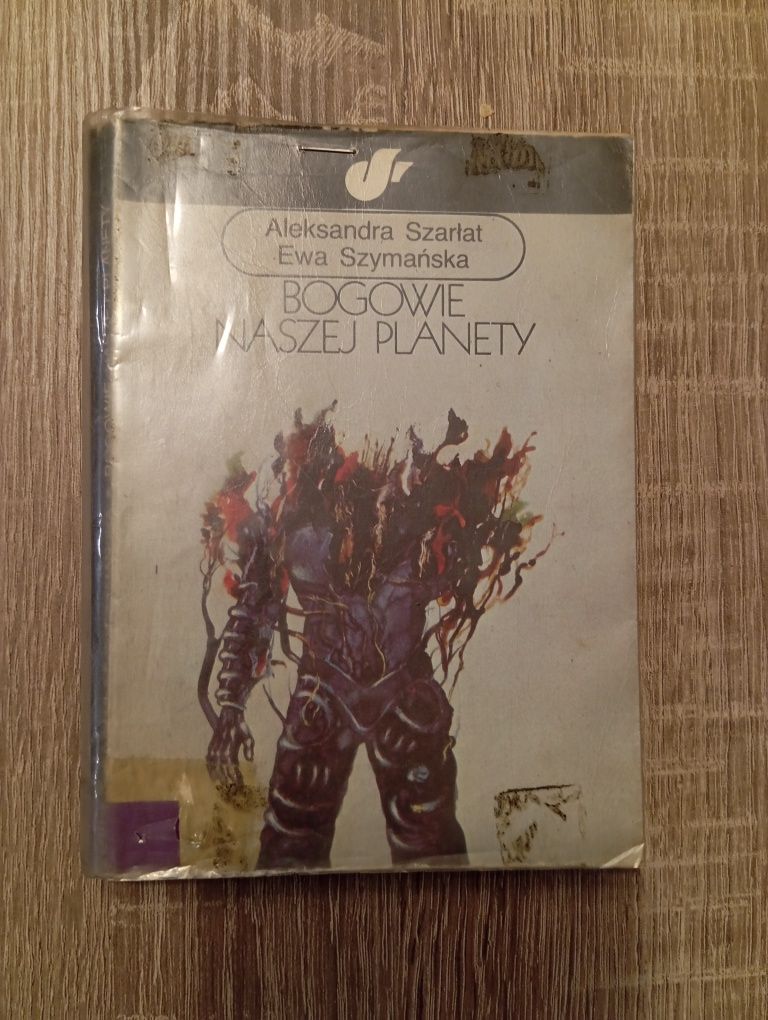 Aleksandra Szarłat
Ewa Szymańska
BOGOWIE
NASZEJ PLANETY